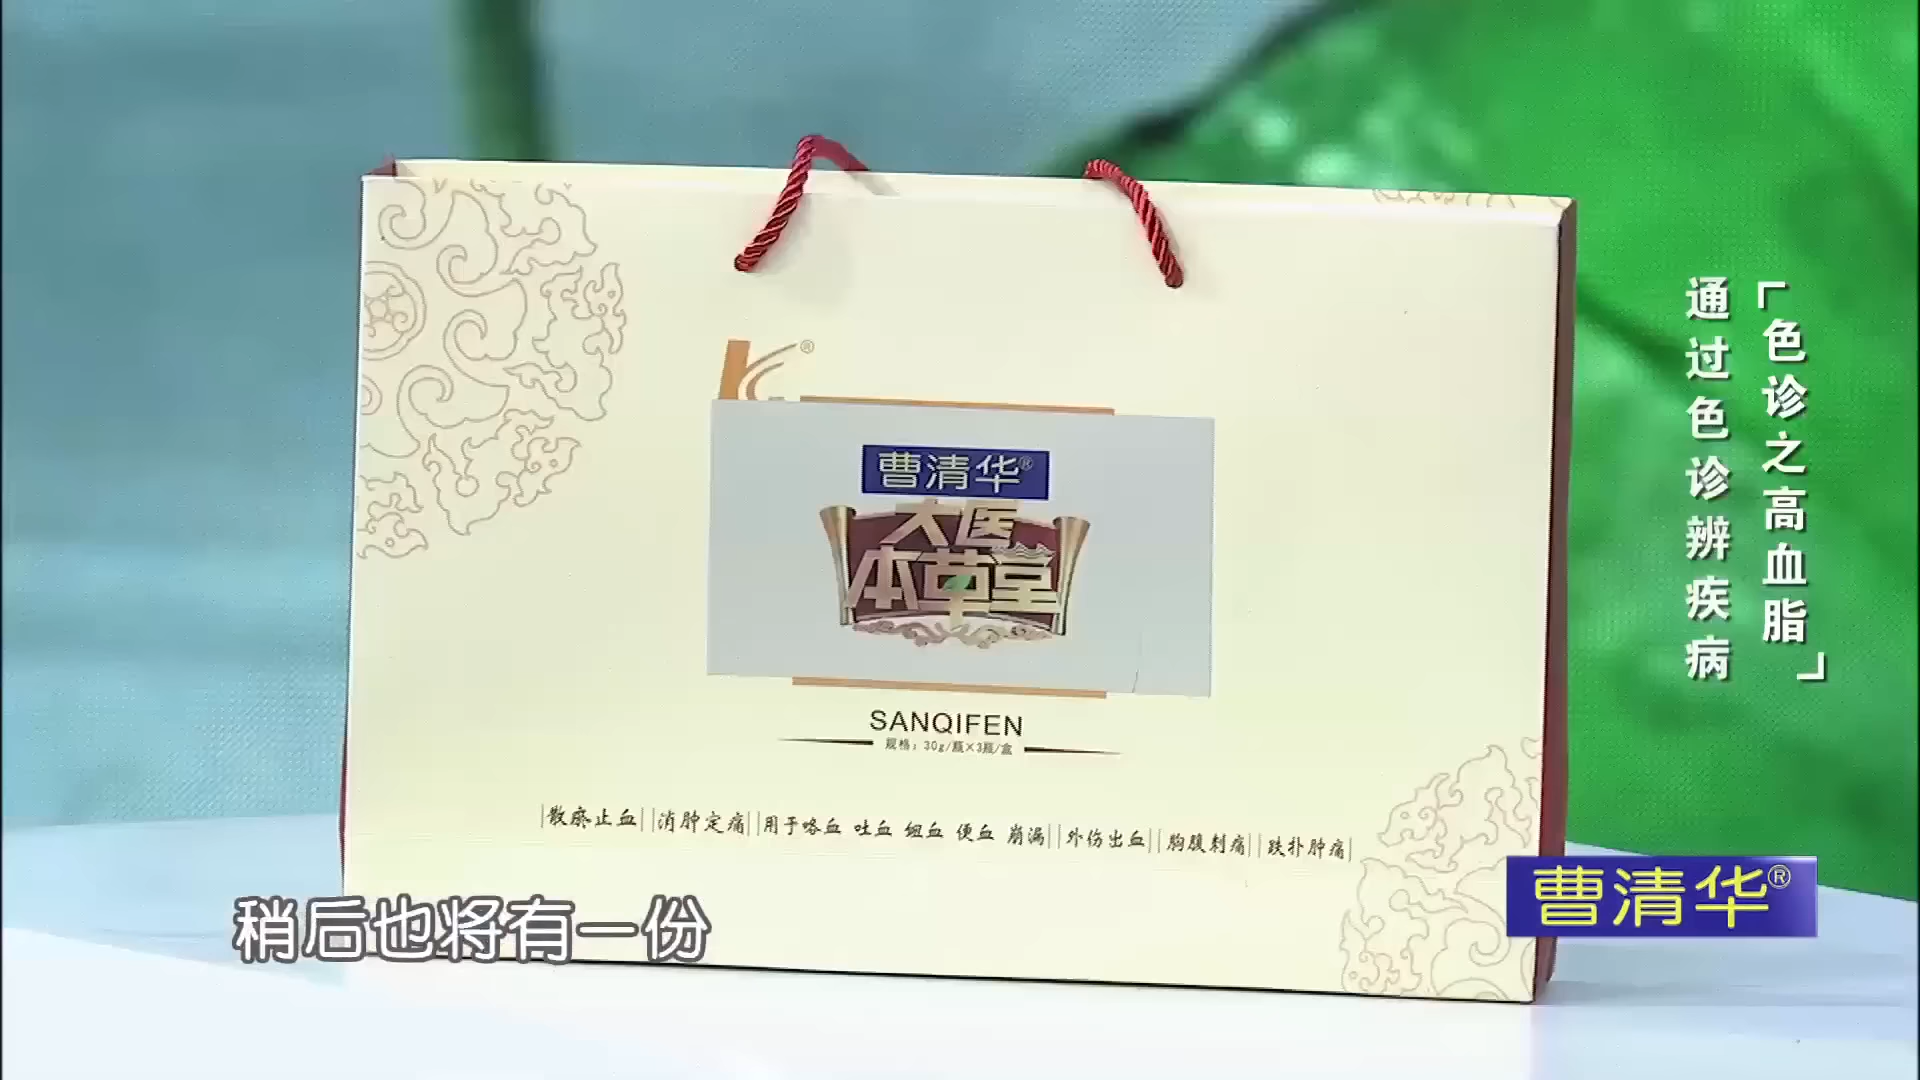 「色诊之高血脂」
通过色诊辨疾病
K®
曹清华®
大医
本草堂
SANQIFEN
规格：30g/瓶×3瓶/盒
散瘀止血 消肿定痛 用于咯血 吐血 衄血 便血 崩漏 外伤出血 胸腹刺痛 跌扑肿痛
稍后也将有一份
曹清华®